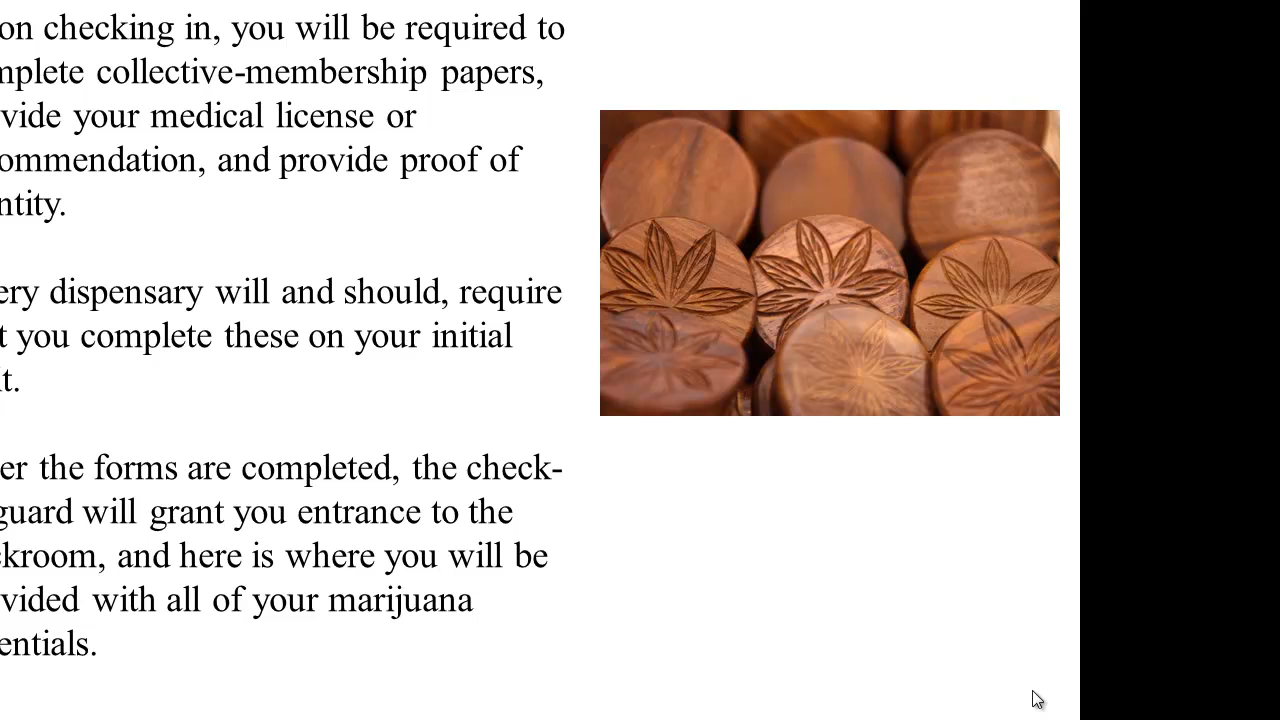 on checking in, you will be required to
mplete collective-membership papers,
vide your medical license or
ommendation, and provide proof of
ntity.
ery dispensary will and should, require
t you complete these on your initial
it.
er the forms are completed, the check-
guard will grant you entrance to the
ckroom, and here is where you will be
vided with all of your marijuana
entials.